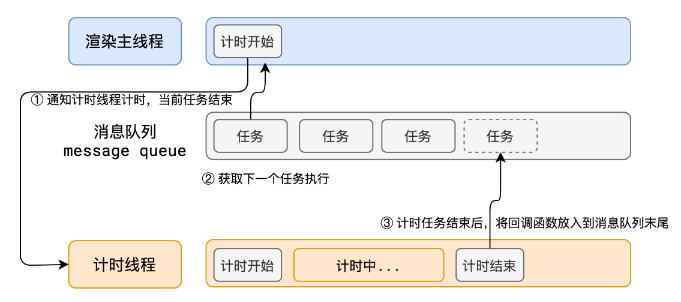 渲染主线程
计时开始
① 通知计时线程计时，当前任务结束
消息队列
message queue
任务
任务
任务
任务
② 获取下一个任务执行
③ 计时任务结束后，将回调函数放入到消息队列末尾
计时线程
计时开始
计时中...
计时结束